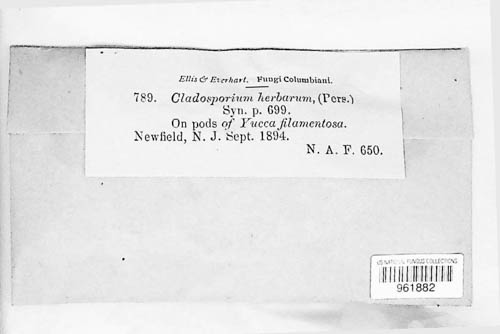 Ellis & Everhart. Fungi Columbiani.
789. Cladosporium herbarum, (Pers.)
Syn. p. 699.
On pods of Yucca filamentosa.
Newfield, N. J. Sept. 1894.
N. A. F. 650.
US NATIONAL FUNGUS COLLECTIONS
961882